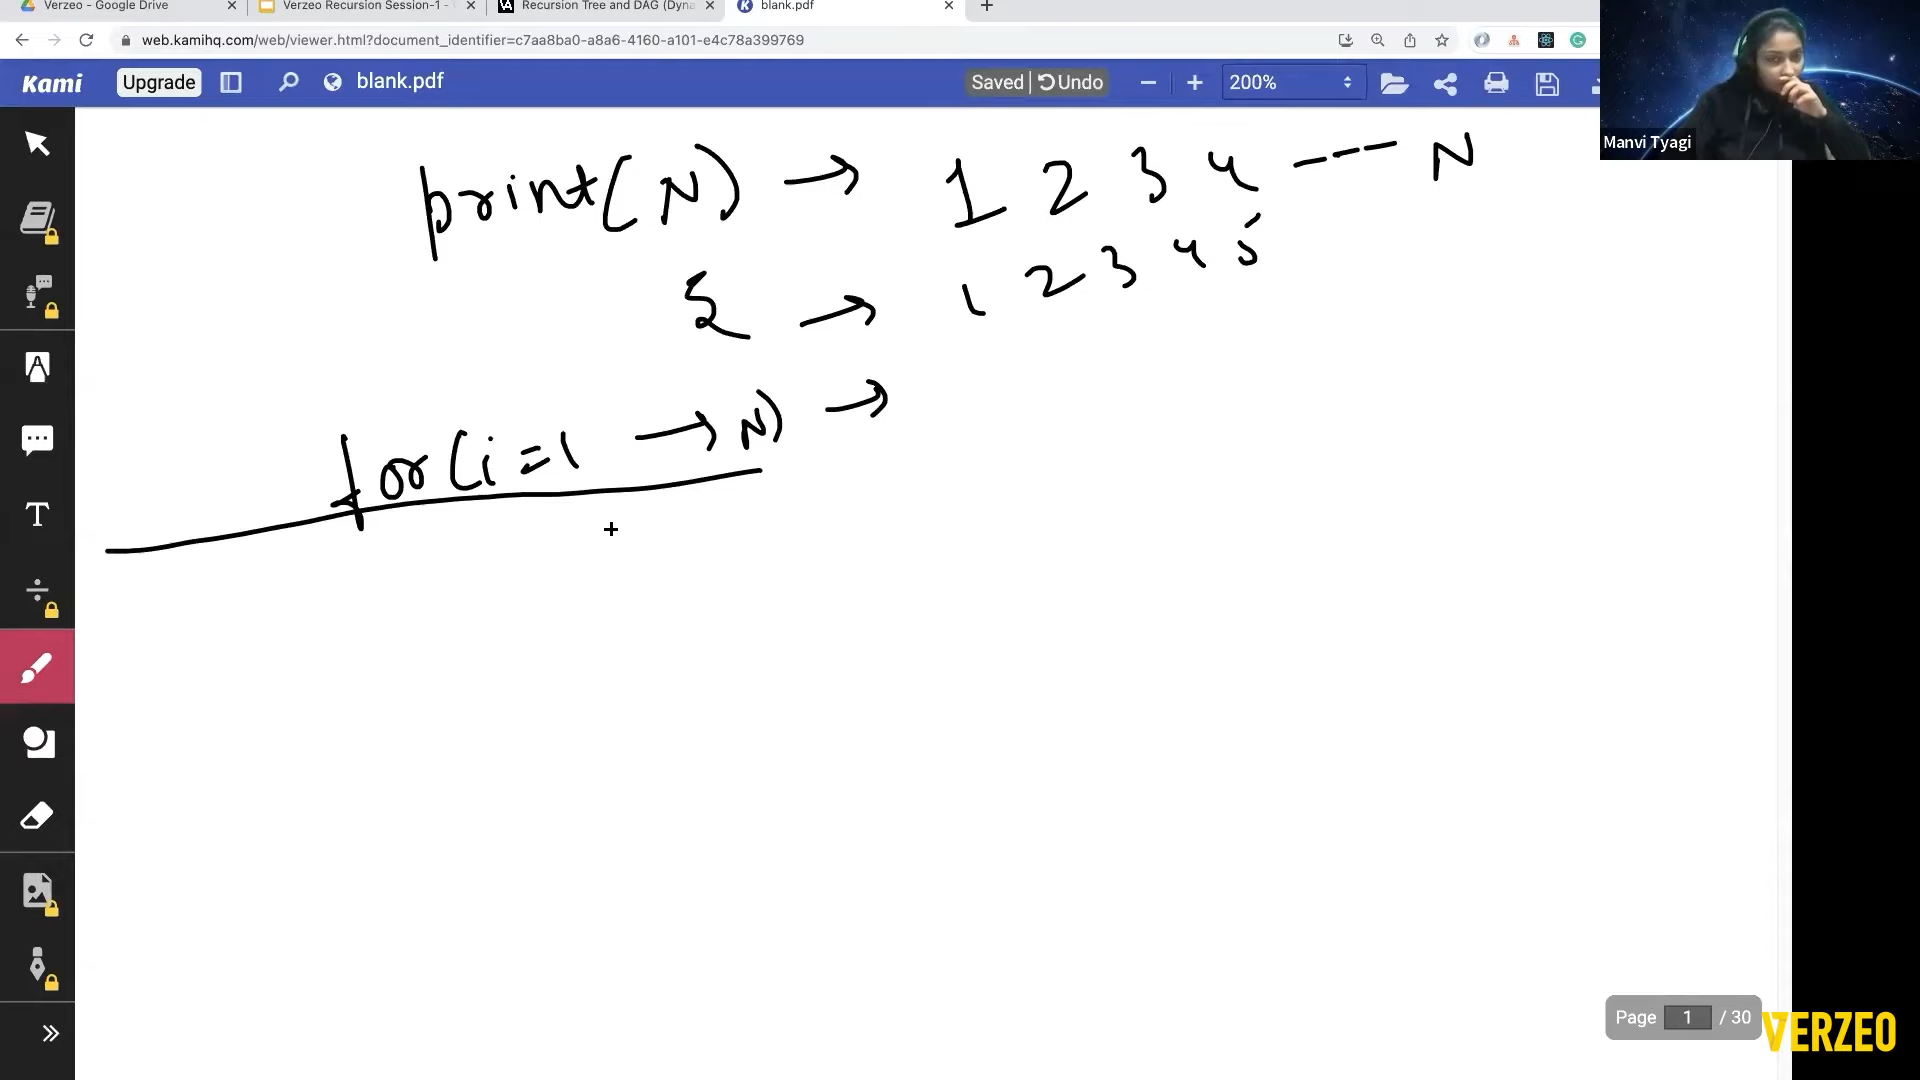 Verzeo - Google Drive
Verzeo Recursion Session-1 -
Recursion Tree and DAG (Dyna
blank.pdf
web.kamihq.com/web/viewer.html?document_identifier=c7aa8ba0-a8a6-4160-a101-e4c78a399769
Kami Upgrade blank.pdf Saved Undo 200%
Manvi Tyagi
print(N) → 1 2 3 4 --- N
5 → 1 2 3 4 5
for(i=1 → N) →
Page 1 / 30
VERZEO